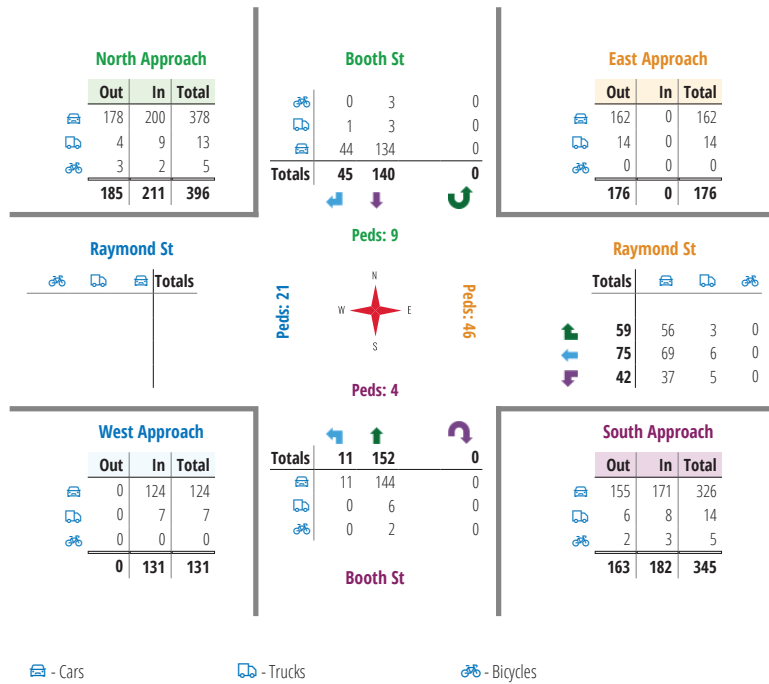 North Approach
Out In Total
178 200 378
4 9 13
3 2 5
185 211 396
Booth St
0 3 0
1 3 0
44 134 0
Totals 45 140 0
East Approach
Out In Total
162 0 162
14 0 14
0 0 0
176 0 176
Raymond St
Totals
Peds: 9
Peds: 21
N
W E
S
Peds: 46
Peds: 4
Raymond St
Totals
59 56 3 0
75 69 6 0
42 37 5 0
West Approach
Out In Total
0 124 124
0 7 7
0 0 0
0 131 131
Totals 11 152 0
11 144 0
0 6 0
0 2 0
Booth St
South Approach
Out In Total
155 171 326
6 8 14
2 3 5
163 182 345
- Cars
- Trucks
- Bicycles